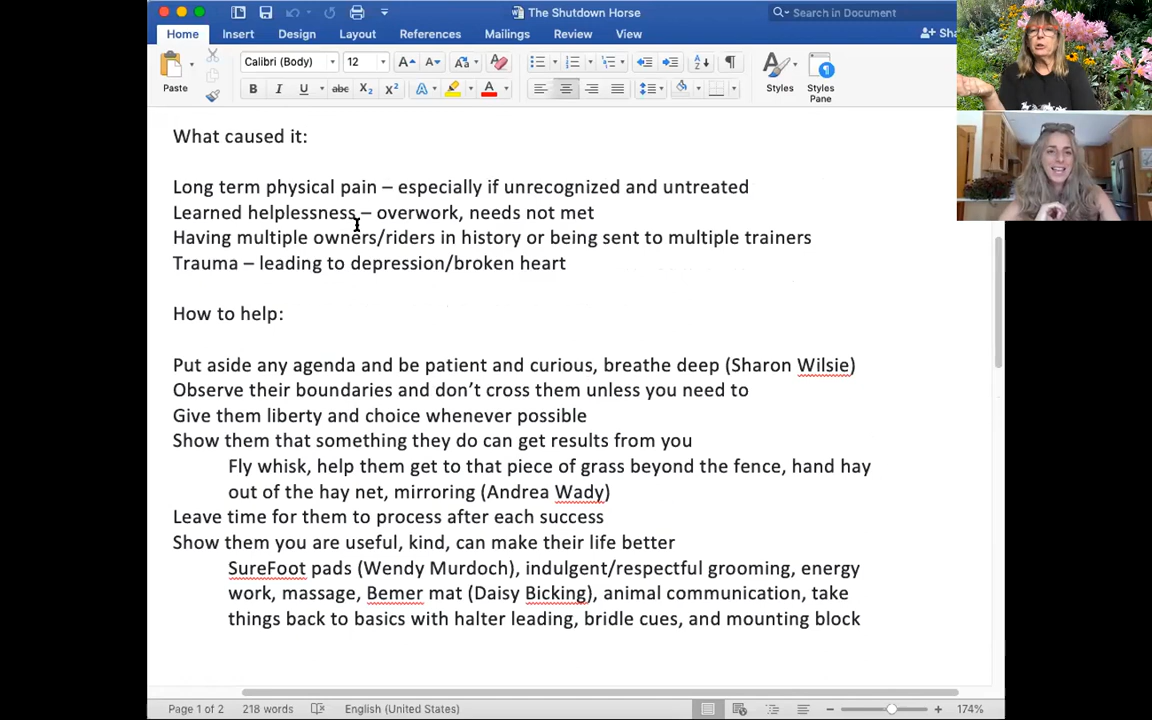 The Shutdown Horse
Search in Document
Home
Insert
Design
Layout
References
Mailings
Review
View
Sha
Paste
Calibri (Body)
12
Styles
Styles Pane
What caused it:
Long term physical pain – especially if unrecognized and untreated
Learned helplessness – overwork, needs not met
Having multiple owners/riders in history or being sent to multiple trainers
Trauma – leading to depression/broken heart
How to help:
Put aside any agenda and be patient and curious, breathe deep (Sharon Wilsie)
Observe their boundaries and don’t cross them unless you need to
Give them liberty and choice whenever possible
Show them that something they do can get results from you
Fly whisk, help them get to that piece of grass beyond the fence, hand hay
out of the hay net, mirroring (Andrea Wady)
Leave time for them to process after each success
Show them you are useful, kind, can make their life better
SureFoot pads (Wendy Murdoch), indulgent/respectful grooming, energy
work, massage, Bemer mat (Daisy Bicking), animal communication, take
things back to basics with halter leading, bridle cues, and mounting block
Page 1 of 2
218 words
English (United States)
174%